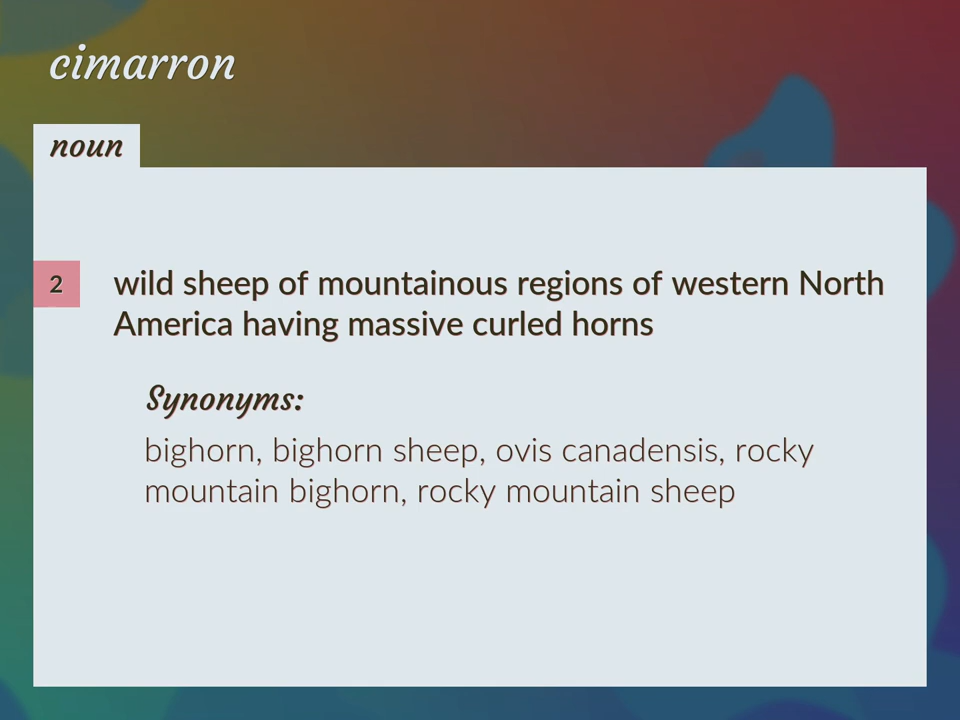 cimarron
noun
2
wild sheep of mountainous regions of western North
America having massive curled horns
Synonyms:
bighorn, bighorn sheep, ovis canadensis, rocky
mountain bighorn, rocky mountain sheep